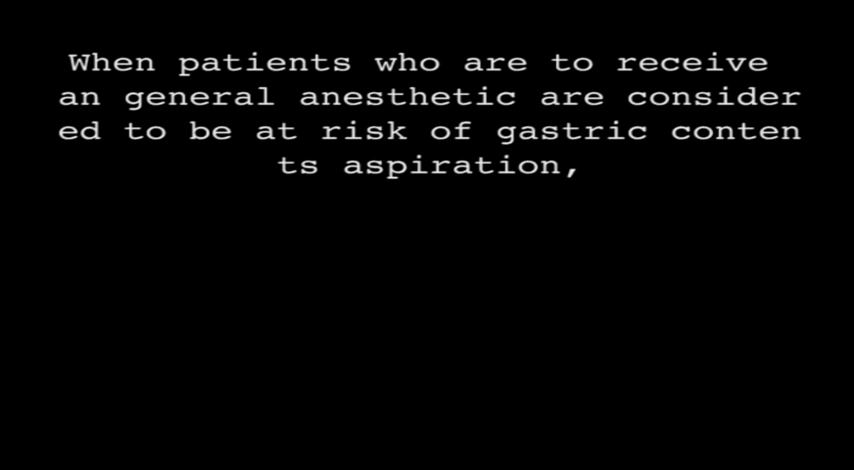 When patients who are to receive
an general anesthetic are consider
ed to be at risk of gastric conten
ts aspiration,